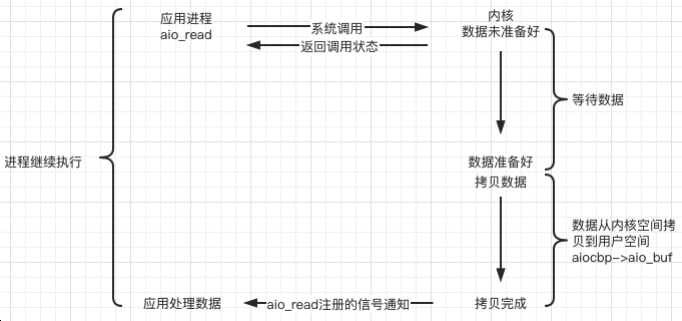 应用进程
aio_read
系统调用
返回调用状态
内核
数据未准备好
等待数据
进程继续执行
数据准备好
拷贝数据
数据从内核空间拷
贝到用户空间
aiocbp->aio_buf
应用处理数据
aio_read注册的信号通知
拷贝完成